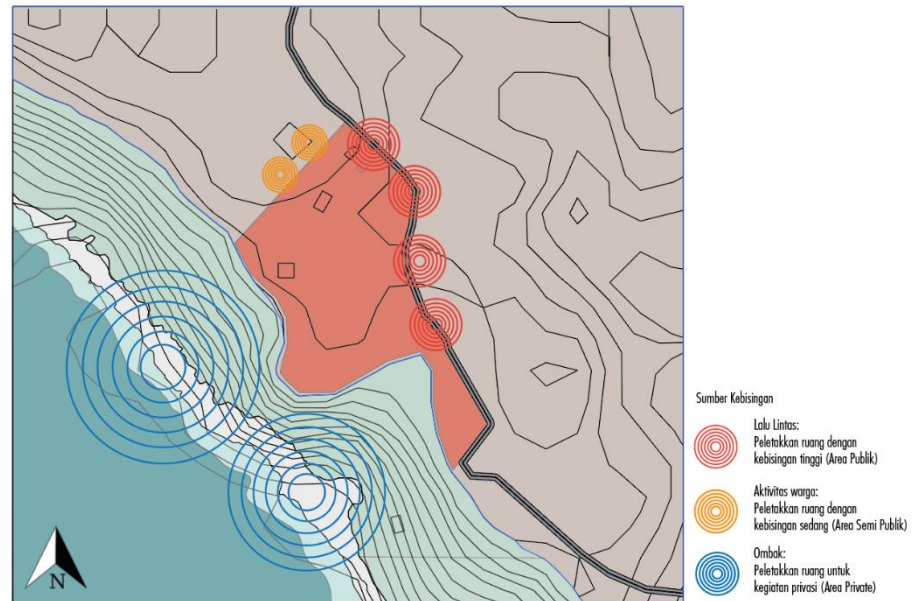 Sumber Kebisingan
Lalu Lintas:
Peletakkan ruang dengan
kebisingan tinggi (Area Publik)
Aktivitas warga:
Peletakkan ruang dengan
kebisingan sedang (Area Semi Publik)
Ombak:
Peletakkan ruang untuk
kegiatan privasi (Area Private)
N